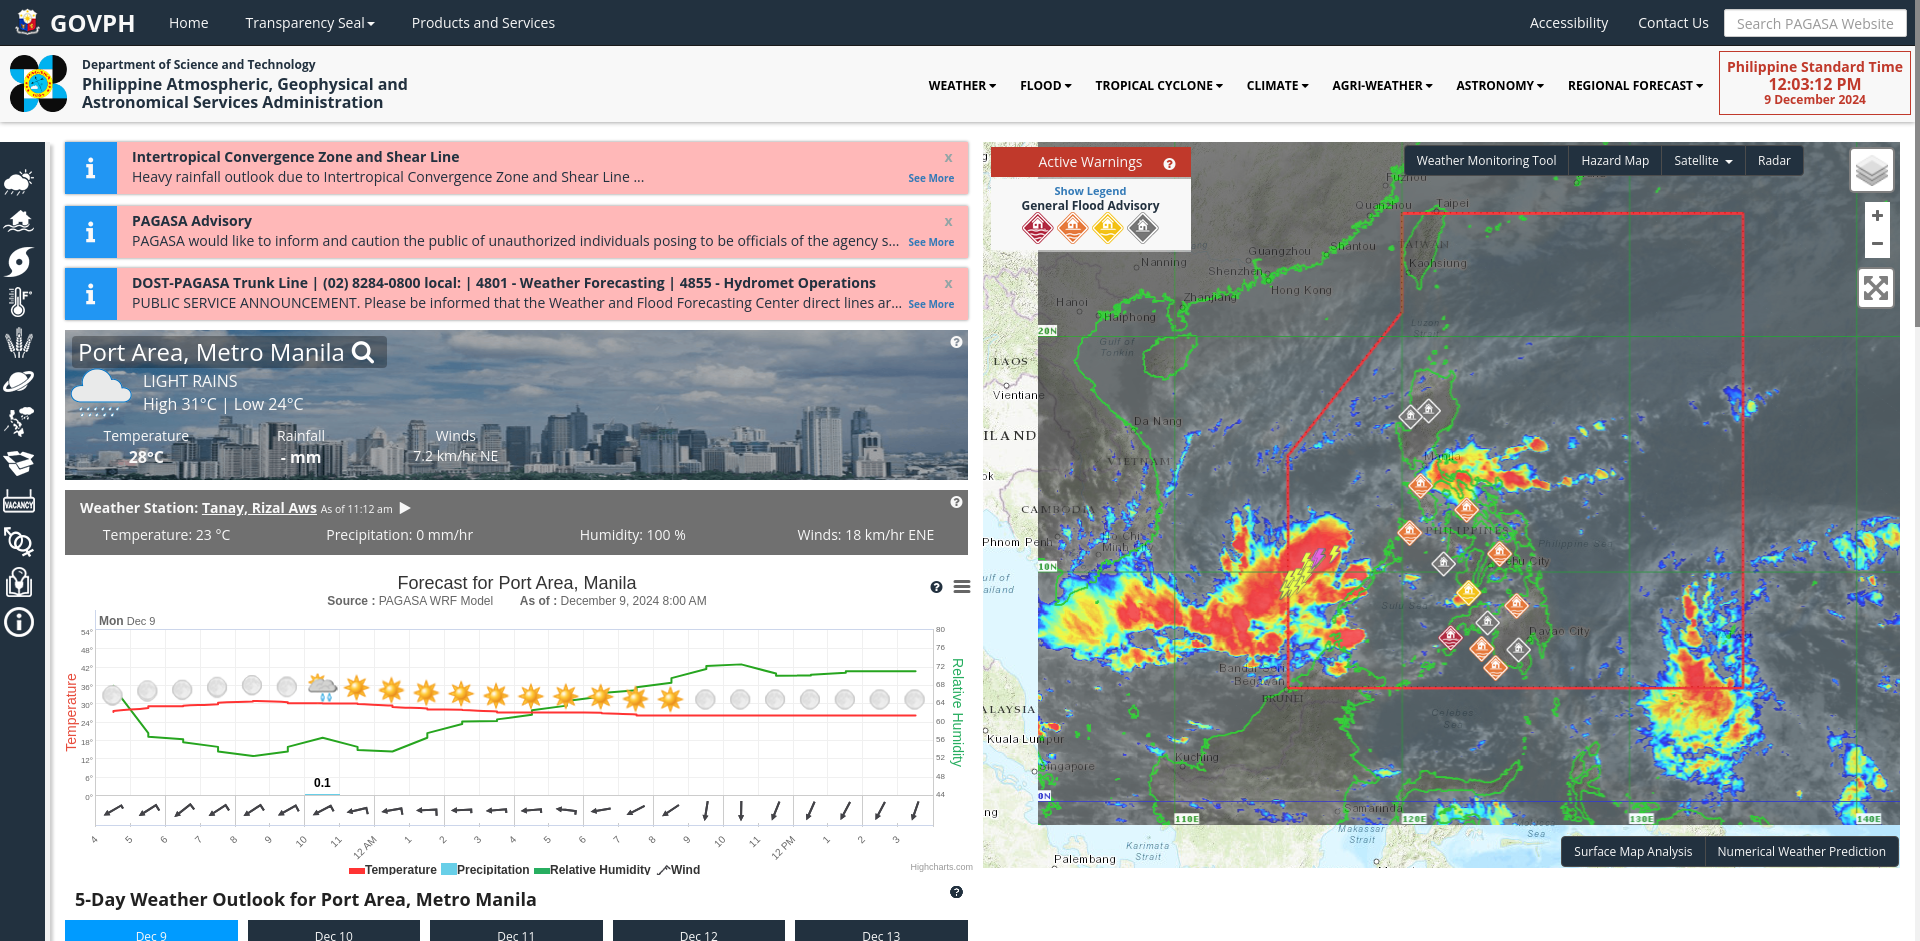 GOVPH
Home
Transparency Seal
Products and Services
Accessibility
Contact Us
Search PAGASA Website
Department of Science and Technology
Philippine Atmospheric, Geophysical and
Astronomical Services Administration
WEATHER
FLOOD
TROPICAL CYCLONE
CLIMATE
AGRI-WEATHER
ASTRONOMY
REGIONAL FORECAST
Philippine Standard Time
12:03:12 PM
9 December 2024
Intertropical Convergence Zone and Shear Line
x
Heavy rainfall outlook due to Intertropical Convergence Zone and Shear Line ...
See More
PAGASA Advisory
x
PAGASA would like to inform and caution the public of unauthorized individuals posing to be officials of the agency s...
See More
DOST-PAGASA Trunk Line | (02) 8284-0800 local: | 4801 - Weather Forecasting | 4855 - Hydromet Operations
x
PUBLIC SERVICE ANNOUNCEMENT. Please be informed that the Weather and Flood Forecasting Center direct lines ar...
See More
VACANCY
Port Area, Metro Manila
LIGHT RAINS
High 31°C | Low 24°C
Temperature
28°C
Rainfall
- mm
Winds
7.2 km/hr NE
Weather Station: Tanay, Rizal Aws As of 11:12 am
Temperature: 23 °C
Precipitation: 0 mm/hr
Humidity: 100 %
Winds: 18 km/hr ENE
Forecast for Port Area, Manila
Source : PAGASA WRF Model As of : December 9, 2024 8:00 AM
Mon Dec 9
Temperature
54°
48°
42°
36°
30°
24°
18°
12°
6°
0°
0.1
80
76
72
68
64
60
56
52
48
44
Relative Humidity
4
5
6
7
8
9
10
11
12 AM
1
2
3
4
5
6
7
8
9
10
11
12 PM
1
2
3
Temperature
Precipitation
Relative Humidity
Wind
Highcharts.com
5-Day Weather Outlook for Port Area, Metro Manila
Dec 9
Dec 10
Dec 11
Dec 12
Dec 13
Active Warnings
Show Legend
General Flood Advisory
Weather Monitoring Tool
Hazard Map
Satellite
Radar
+
−
Fuzhou
Taipei
Quanzhou
TAIWAN
Kaohsiung
Shantou
Guangzhou
Shenzhen
Hong Kong
Nanning
Zhanjiang
Hanoi
Haiphong
Gulf of
Tonkin
20N
LAOS
Vientiane
Luzon
Da Nang
ILAND
VIETNAM
Manila
ok
CAMBODIA
PHILIPPINES
Philippine Sea
Phnom Penh
Ho Chi
Minh City
10N
ulf of
ailand
Sulu Sea
Davao City
Bandar Seri
Begawan
BRUNEI
ALAYSIA
Celebes
Kuala Lumpur
Kuching
Singapore
0N
ng
Samarinda
110E
120E
130E
140E
Makassar
Strait
Sea
Karimata
Strait
Palembang
Surface Map Analysis
Numerical Weather Prediction